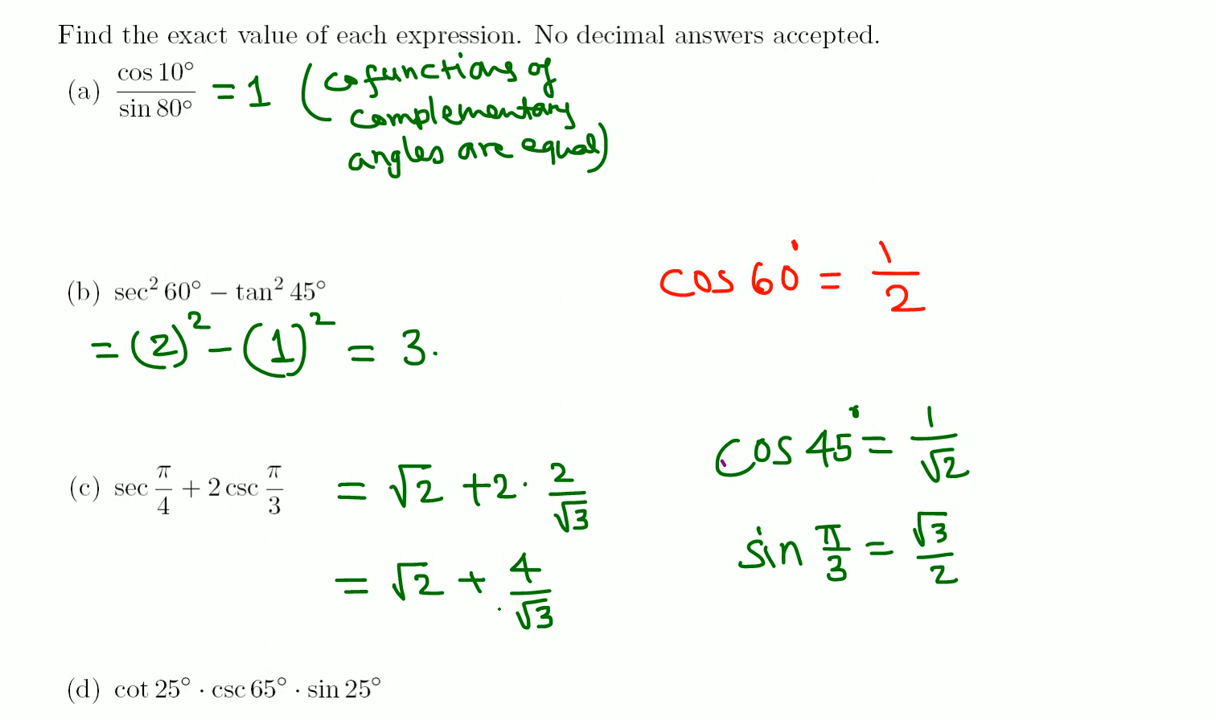 Find the exact value of each expression. No decimal answers accepted.
(a) cos 10° / sin 80° = 1 (cofunctions of
complementary
angles are equal)
cos 60° = 1/2
(b) sec² 60° − tan² 45°
= (2)² − (1)² = 3.
cos 45° = 1/√2
(c) sec π/4 + 2 csc π/3 = √2 + 2 · 2/√3
sin π/3 = √3/2
= √2 + 4/√3
(d) cot 25° · csc 65° · sin 25°